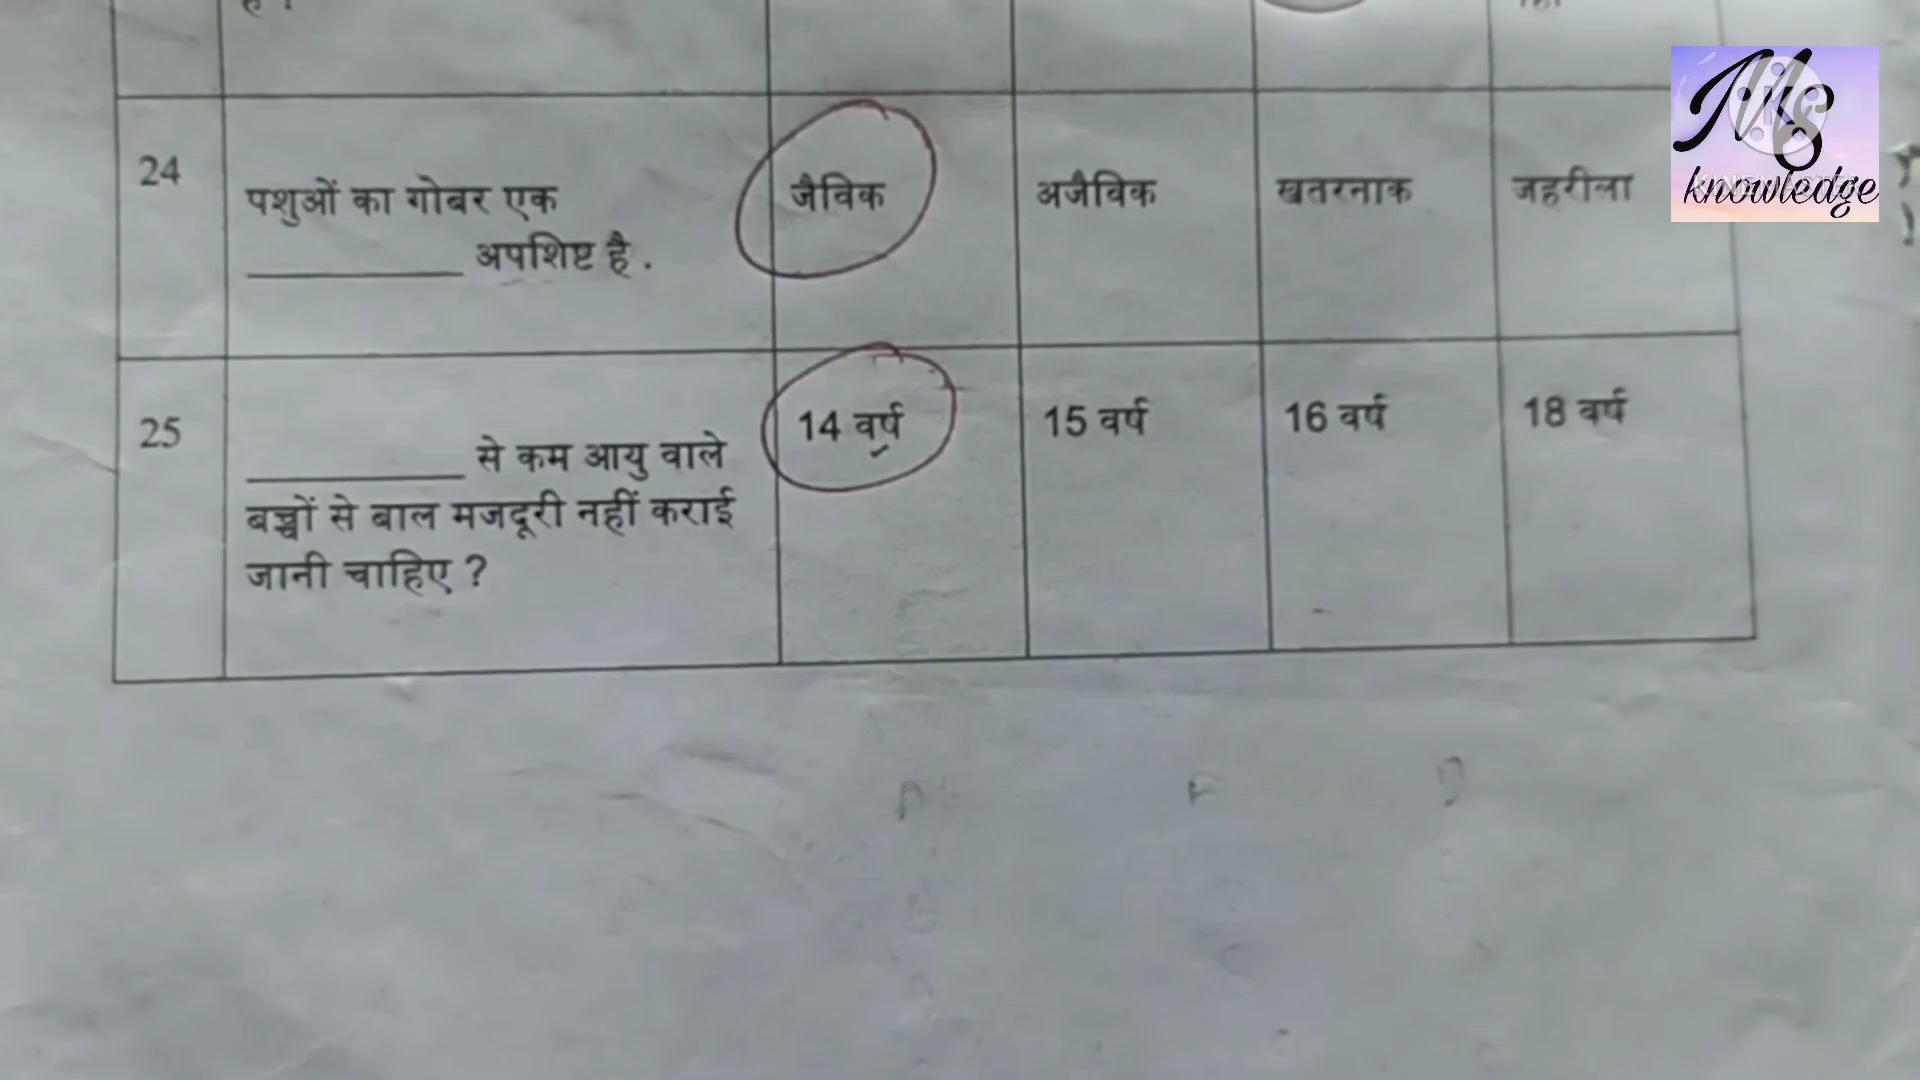 24
पशुओं का गोबर एक
__________ अपशिष्ट है .
जैविक
अजैविक
खतरनाक
जहरीला
25
__________ से कम आयु वाले
बच्चों से बाल मजदूरी नहीं कराई
जानी चाहिए ?
14 वर्ष
15 वर्ष
16 वर्ष
18 वर्ष
Ms
knowledge